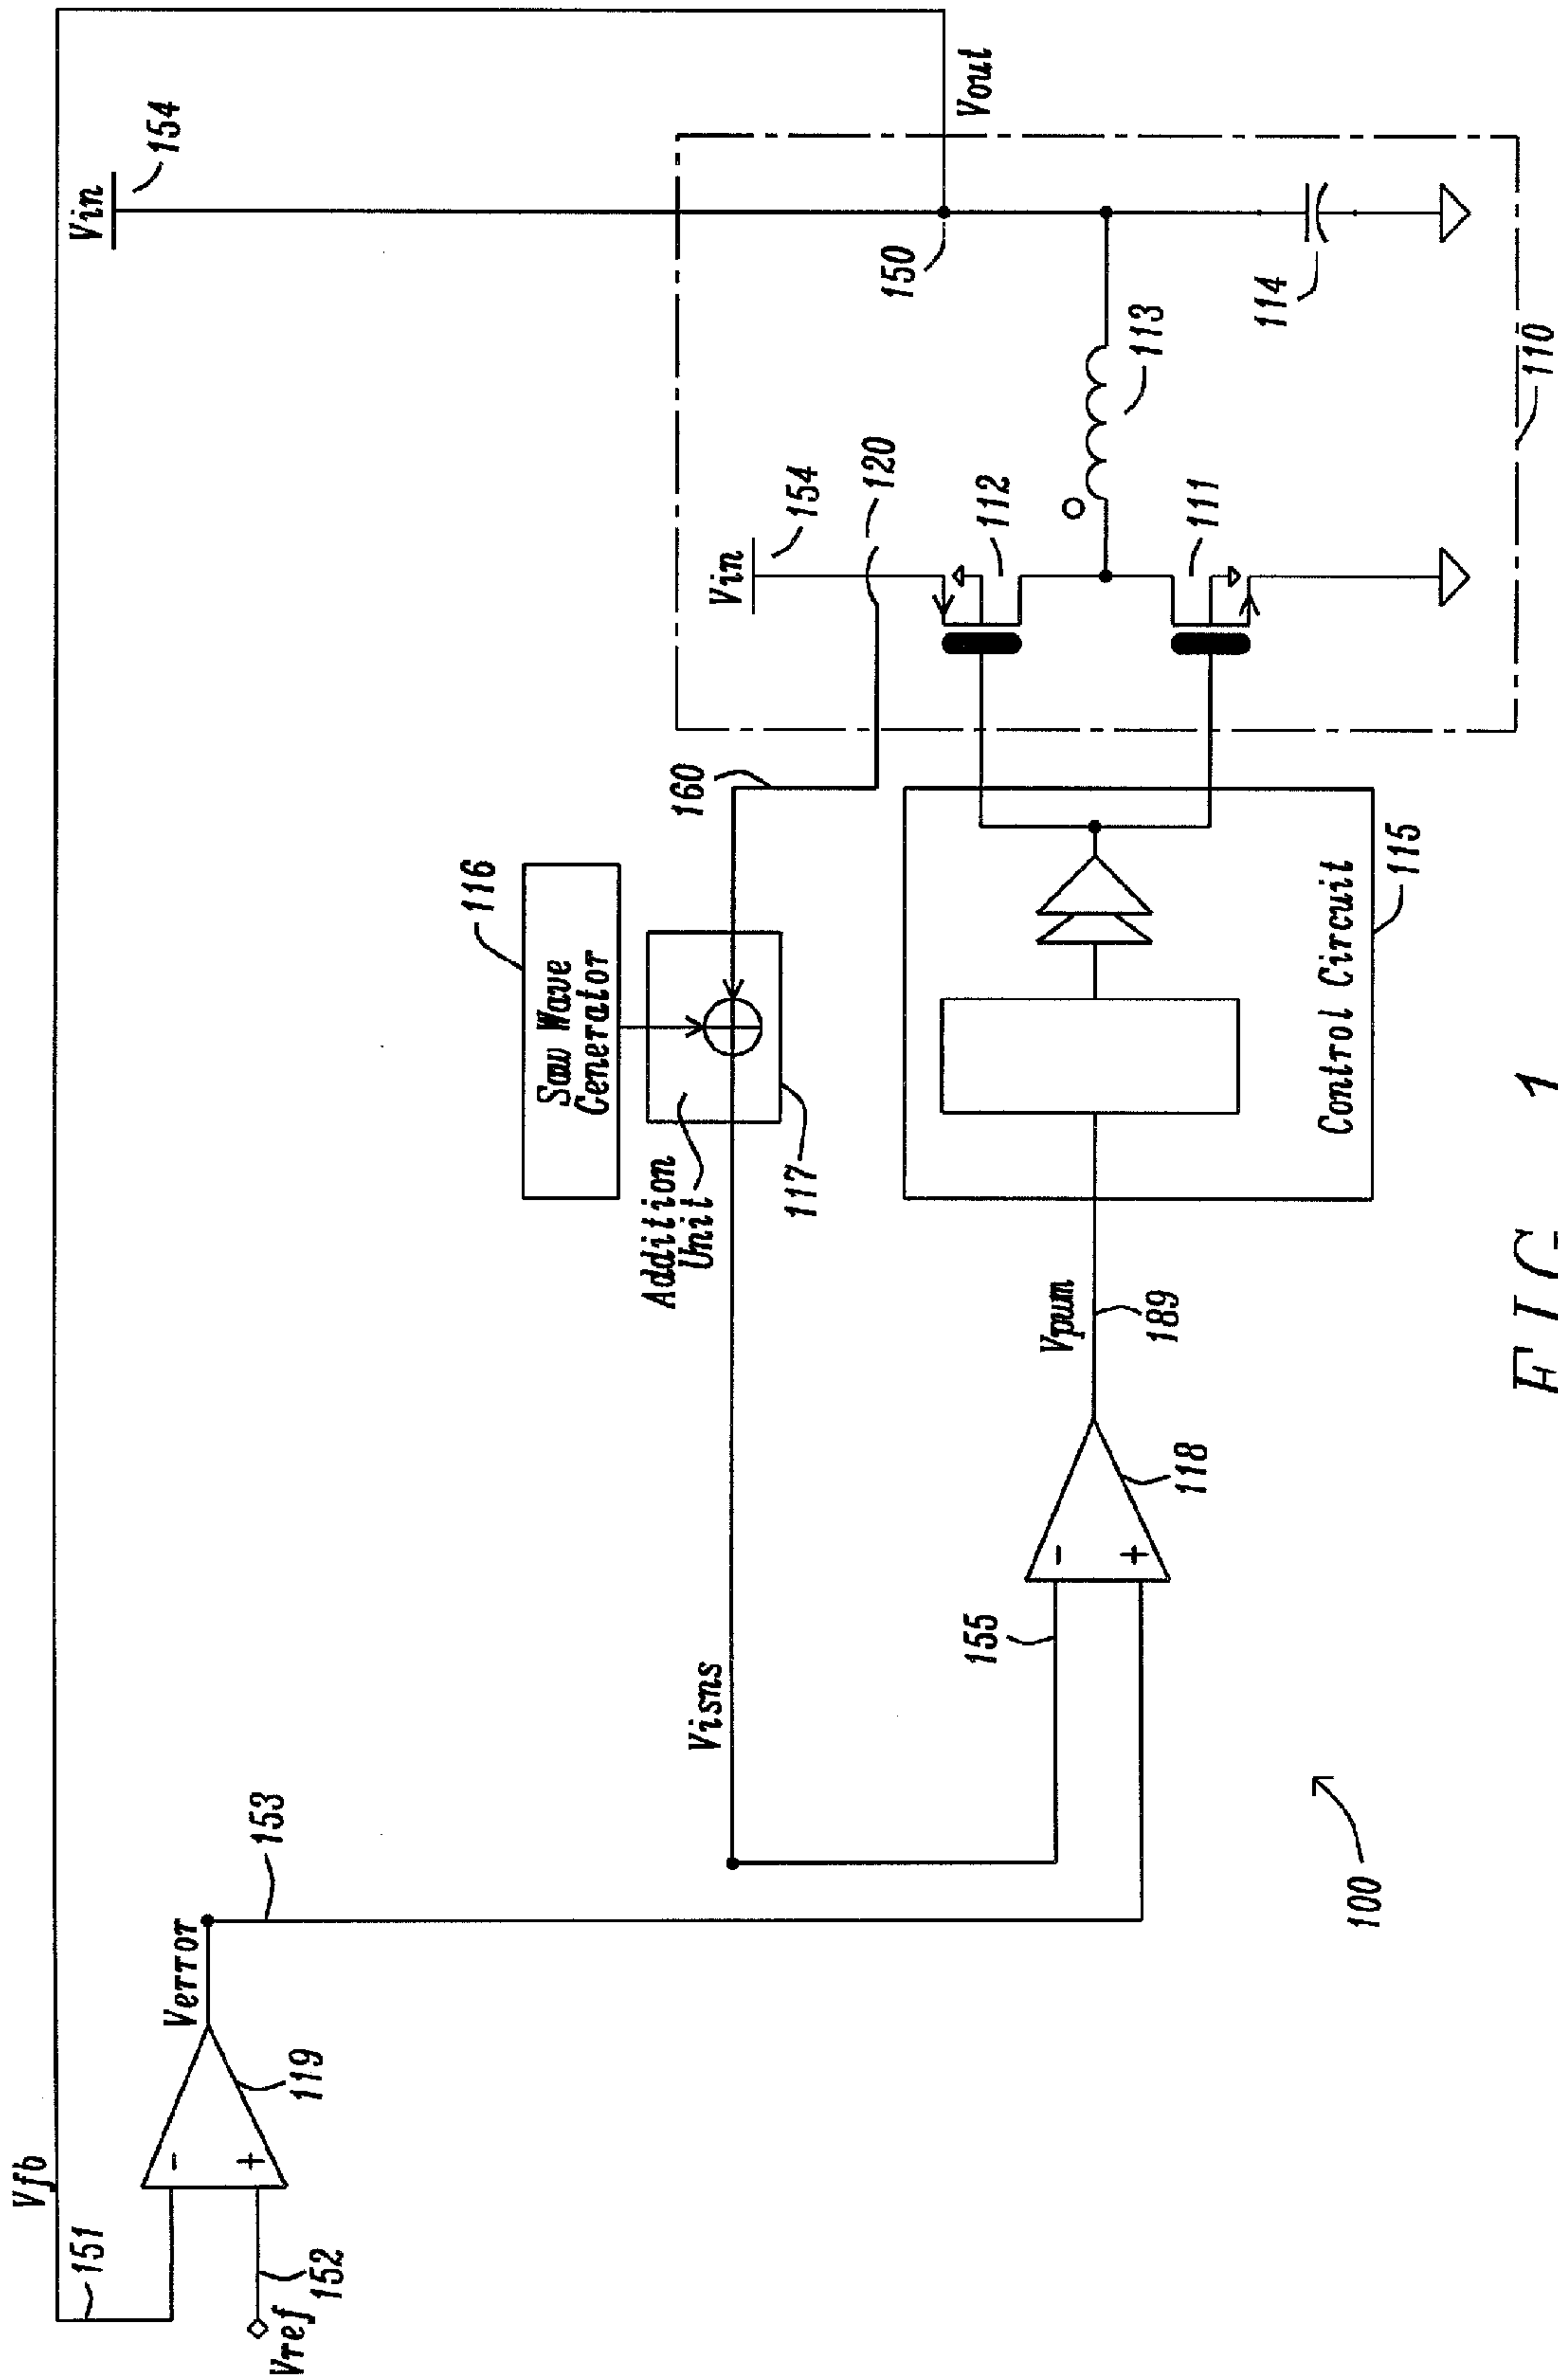 Vfb
151
Vin
154
Verror
153
Vref
152
119
116
Saw Wave
Generator
Addition
Unit
160
Visns
Vin
154
117
120
150
Vout
155
112
Vpwm
113
189
118
111
114
Control Circuit
100
115
110
FIG. 1